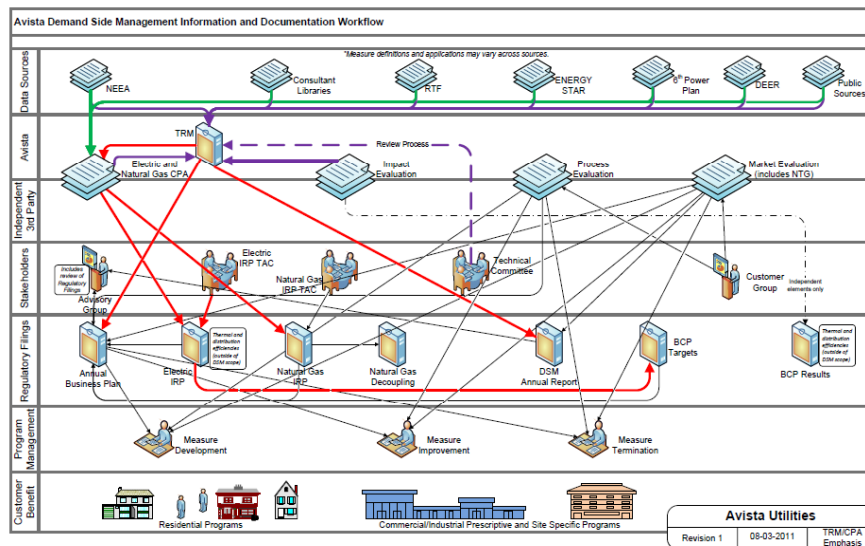 Avista Demand Side Management Information and Documentation Workflow
Data Sources
*Measure definitions and applications may vary across sources.
NEEA
Consultant
Libraries
RTF
ENERGY
STAR
6th Power
Plan
DEER
Public
Sources
Avista
TRM
Review Process
Electric and
Natural Gas CPA
Impact
Evaluation
Process
Evaluation
Market Evaluation
(includes NTG)
Independent
3rd Party
Stakeholders
Includes
review of
Regulatory
Filings
Advisory
Group
Electric
IRP TAC
Natural Gas
IRP TAC
Technical
Committee
Customer
Group
Independent
elements only
Regulatory Filings
Annual
Business Plan
Electric
IRP
Thermal and
distribution
efficiencies
(outside of
DSM scope)
Natural Gas
IRP
Natural Gas
Decoupling
DSM
Annual Report
BCP
Targets
BCP Results
Thermal and
distribution
efficiencies
(outside of
DSM scope)
Program
Management
Measure
Development
Measure
Improvement
Measure
Termination
Customer
Benefit
Residential Programs
Commercial/Industrial Prescriptive and Site Specific Programs
Avista Utilities
Revision 1
08-03-2011
TRM/CPA
Emphasis